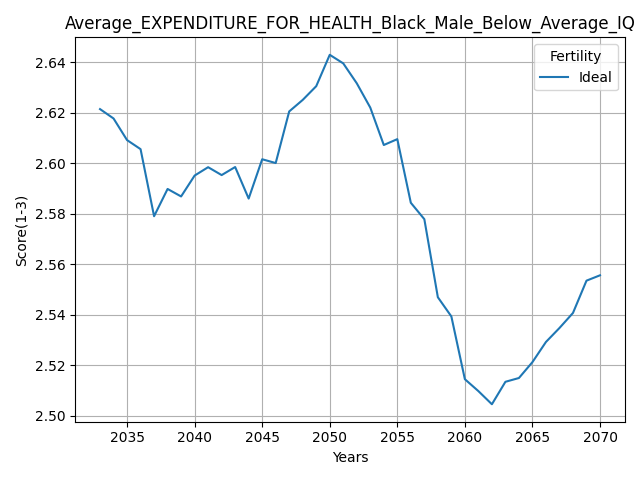 Average_EXPENDITURE_FOR_HEALTH_Black_Male_Below_Average_IQ
Fertility
Ideal
Score(1-3)
2.64
2.62
2.60
2.58
2.56
2.54
2.52
2.50
2035 2040 2045 2050 2055 2060 2065 2070
Years